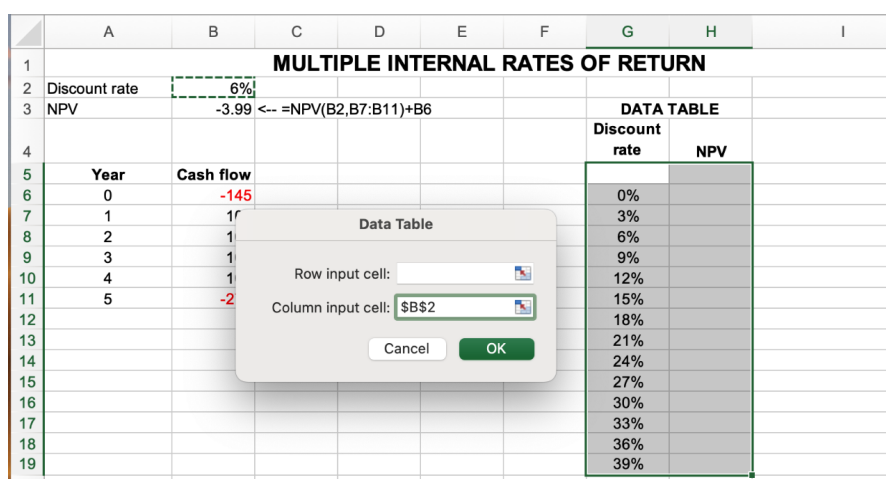 A B C D E F G H I
1 MULTIPLE INTERNAL RATES OF RETURN
2 Discount rate 6%
3 NPV -3.99 <-- =NPV(B2,B7:B11)+B6 DATA TABLE
Discount
4 rate NPV
5 Year Cash flow
6 0 -145 0%
7 1 3%
8 2 6%
9 3 9%
10 4 12%
11 5 15%
12 18%
13 21%
14 24%
15 27%
16 30%
17 33%
18 36%
19 39%
Data Table
Row input cell:
Column input cell: $B$2
Cancel OK